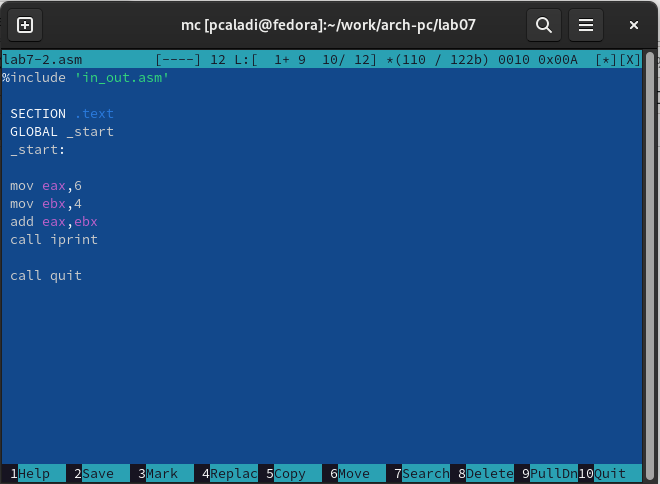 mc [pcaladi@fedora]:~/work/arch-pc/lab07
lab7-2.asm [----] 12 L:[ 1+ 9 10/ 12] *(110 / 122b) 0010 0x00A [*][X]
%include 'in_out.asm'
SECTION .text
GLOBAL _start
_start:
mov eax,6
mov ebx,4
add eax,ebx
call iprint
call quit
1Help 2Save 3Mark 4Replac 5Copy 6Move 7Search 8Delete 9PullDn 10Quit